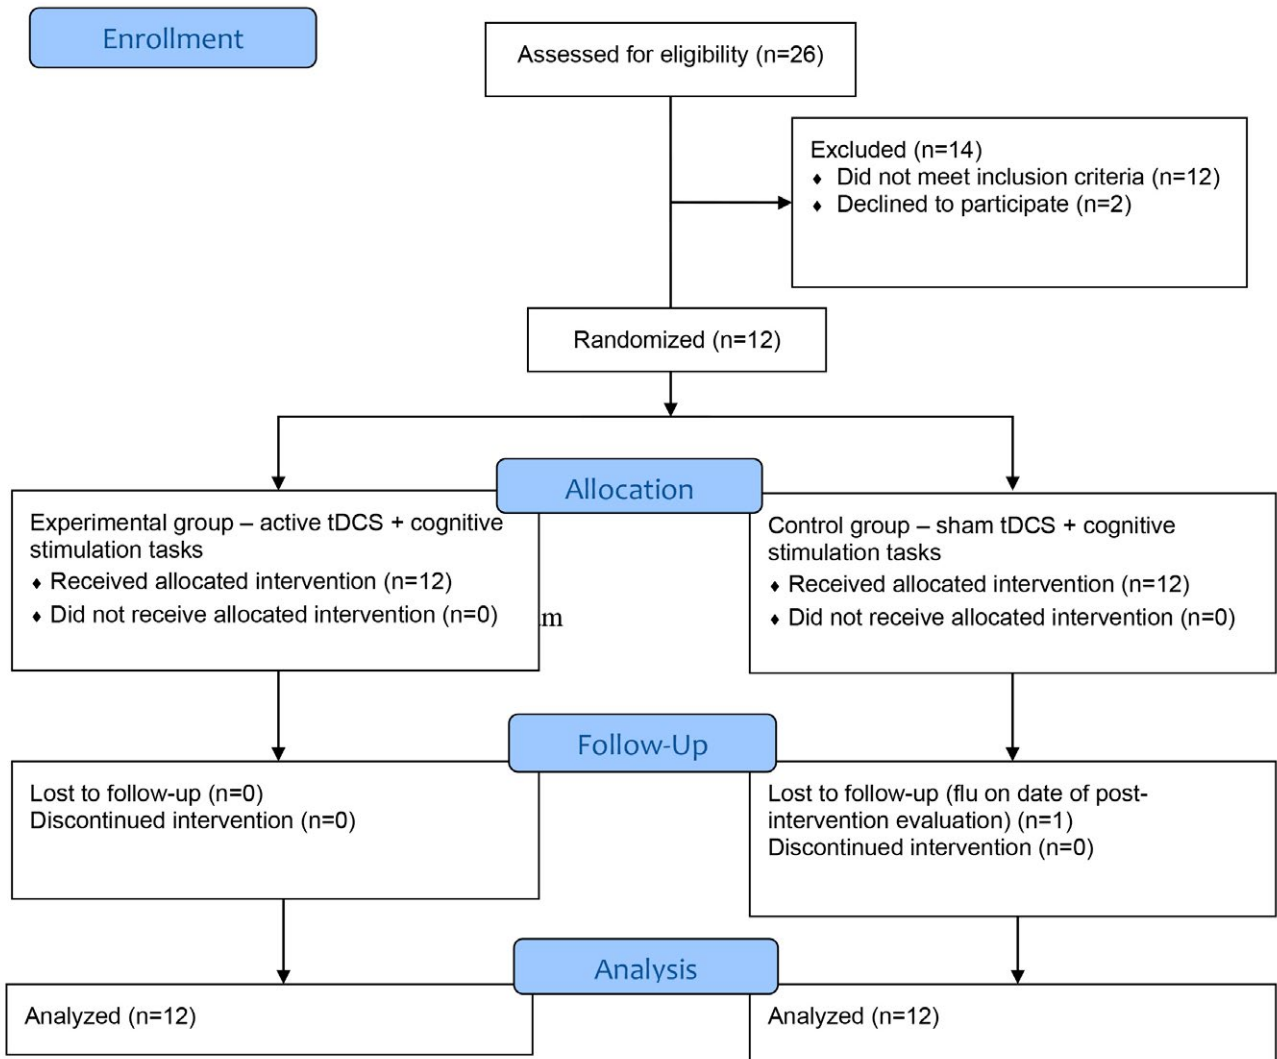 Enrollment
Assessed for eligibility (n=26)
Excluded (n=14)
♦ Did not meet inclusion criteria (n=12)
♦ Declined to participate (n=2)
Randomized (n=12)
Allocation
Experimental group – active tDCS + cognitive
stimulation tasks
♦ Received allocated intervention (n=12)
♦ Did not receive allocated intervention (n=0)
Control group – sham tDCS + cognitive
stimulation tasks
♦ Received allocated intervention (n=12)
♦ Did not receive allocated intervention (n=0)
Follow-Up
Lost to follow-up (n=0)
Discontinued intervention (n=0)
Lost to follow-up (flu on date of post-
intervention evaluation) (n=1)
Discontinued intervention (n=0)
Analysis
Analyzed (n=12)
Analyzed (n=12)